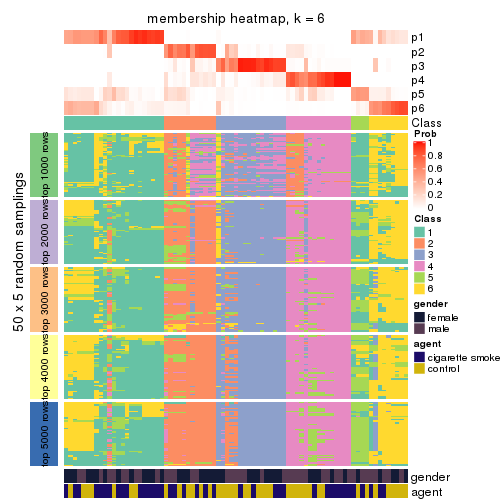 membership heatmap, k = 6
p1
p2
p3
p4
p5
p6
Class
Prob
1
0.8
0.6
0.4
0.2
0
Class
1
2
3
4
5
6
gender
female
male
agent
cigarette smoke
control
50 x 5 random samplings
top 1000 rows
top 2000 rows
top 3000 rows
top 4000 rows
top 5000 rows
gender
agent